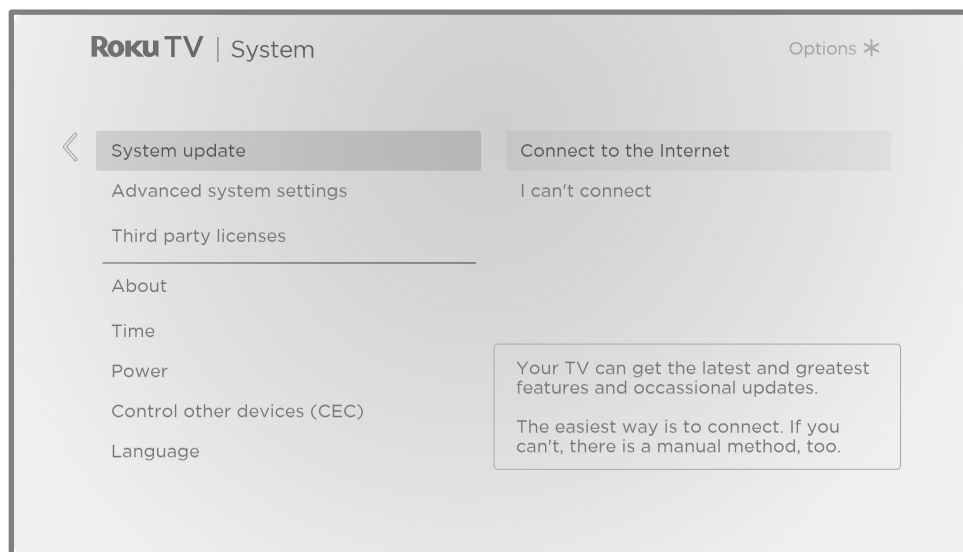 Roku TV | System
Options *
System update
Advanced system settings
Third party licenses
About
Time
Power
Control other devices (CEC)
Language
Connect to the Internet
I can't connect
Your TV can get the latest and greatest
features and occassional updates.
The easiest way is to connect. If you
can't, there is a manual method, too.